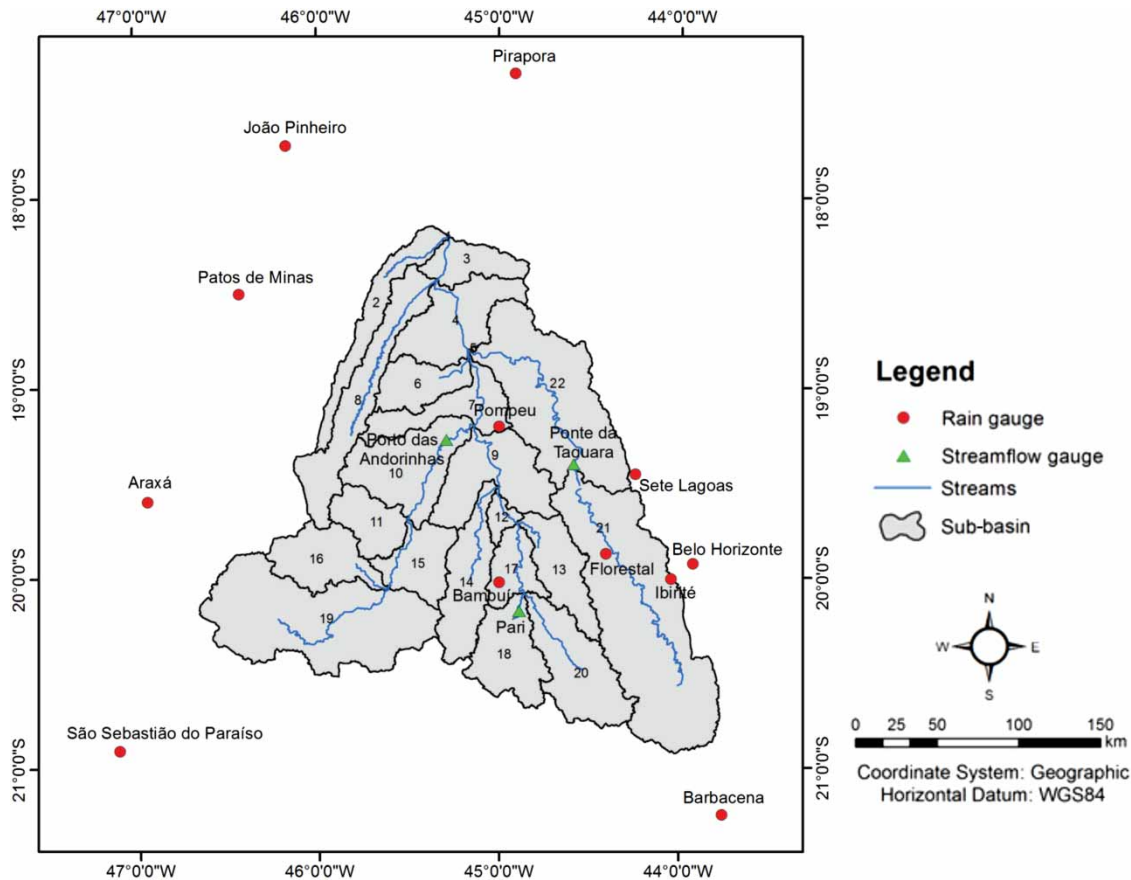 47°0'0"W 46°0'0"W 45°0'0"W 44°0'0"W
Pirapora
João Pinheiro
18°0'0"S 18°0'0"S
3
Patos de Minas
2
4
5
6
22
19°0'0"S 19°0'0"S
8
7
Pompeu
Porto das
Andorinhas
Ponte da
Taquara
9
10
Araxá
Sete Lagoas
11
12
21
16
15
Belo Horizonte
Florestal
17
13
14
Ibirité
20°0'0"S 20°0'0"S
Bambuí
19
Pari
18
20
São Sebastião do Paraíso
21°0'0"S 21°0'0"S
Barbacena
47°0'0"W 46°0'0"W 45°0'0"W 44°0'0"W
Legend
Rain gauge
Streamflow gauge
Streams
Sub-basin
N
W E
S
0 25 50 100 150
km
Coordinate System: Geographic
Horizontal Datum: WGS84